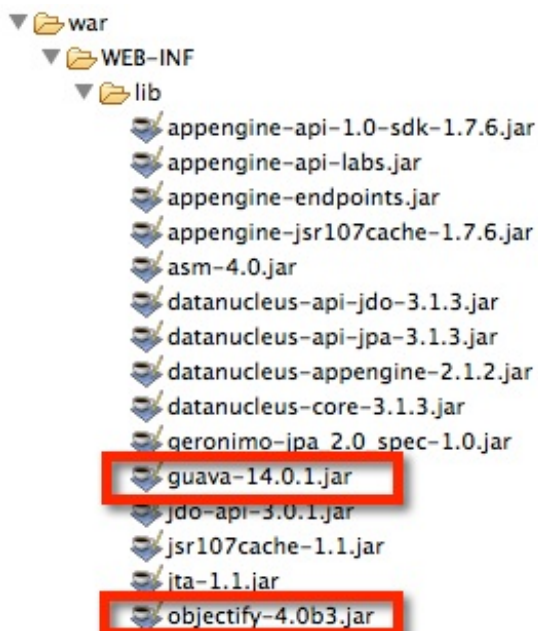 war
WEB-INF
lib
appengine-api-1.0-sdk-1.7.6.jar
appengine-api-labs.jar
appengine-endpoints.jar
appengine-jsr107cache-1.7.6.jar
asm-4.0.jar
datanucleus-api-jdo-3.1.3.jar
datanucleus-api-jpa-3.1.3.jar
datanucleus-appengine-2.1.2.jar
datanucleus-core-3.1.3.jar
geronimo-jpa_2.0_spec-1.0.jar
guava-14.0.1.jar
jdo-api-3.0.1.jar
jsr107cache-1.1.jar
jta-1.1.jar
objectify-4.0b3.jar